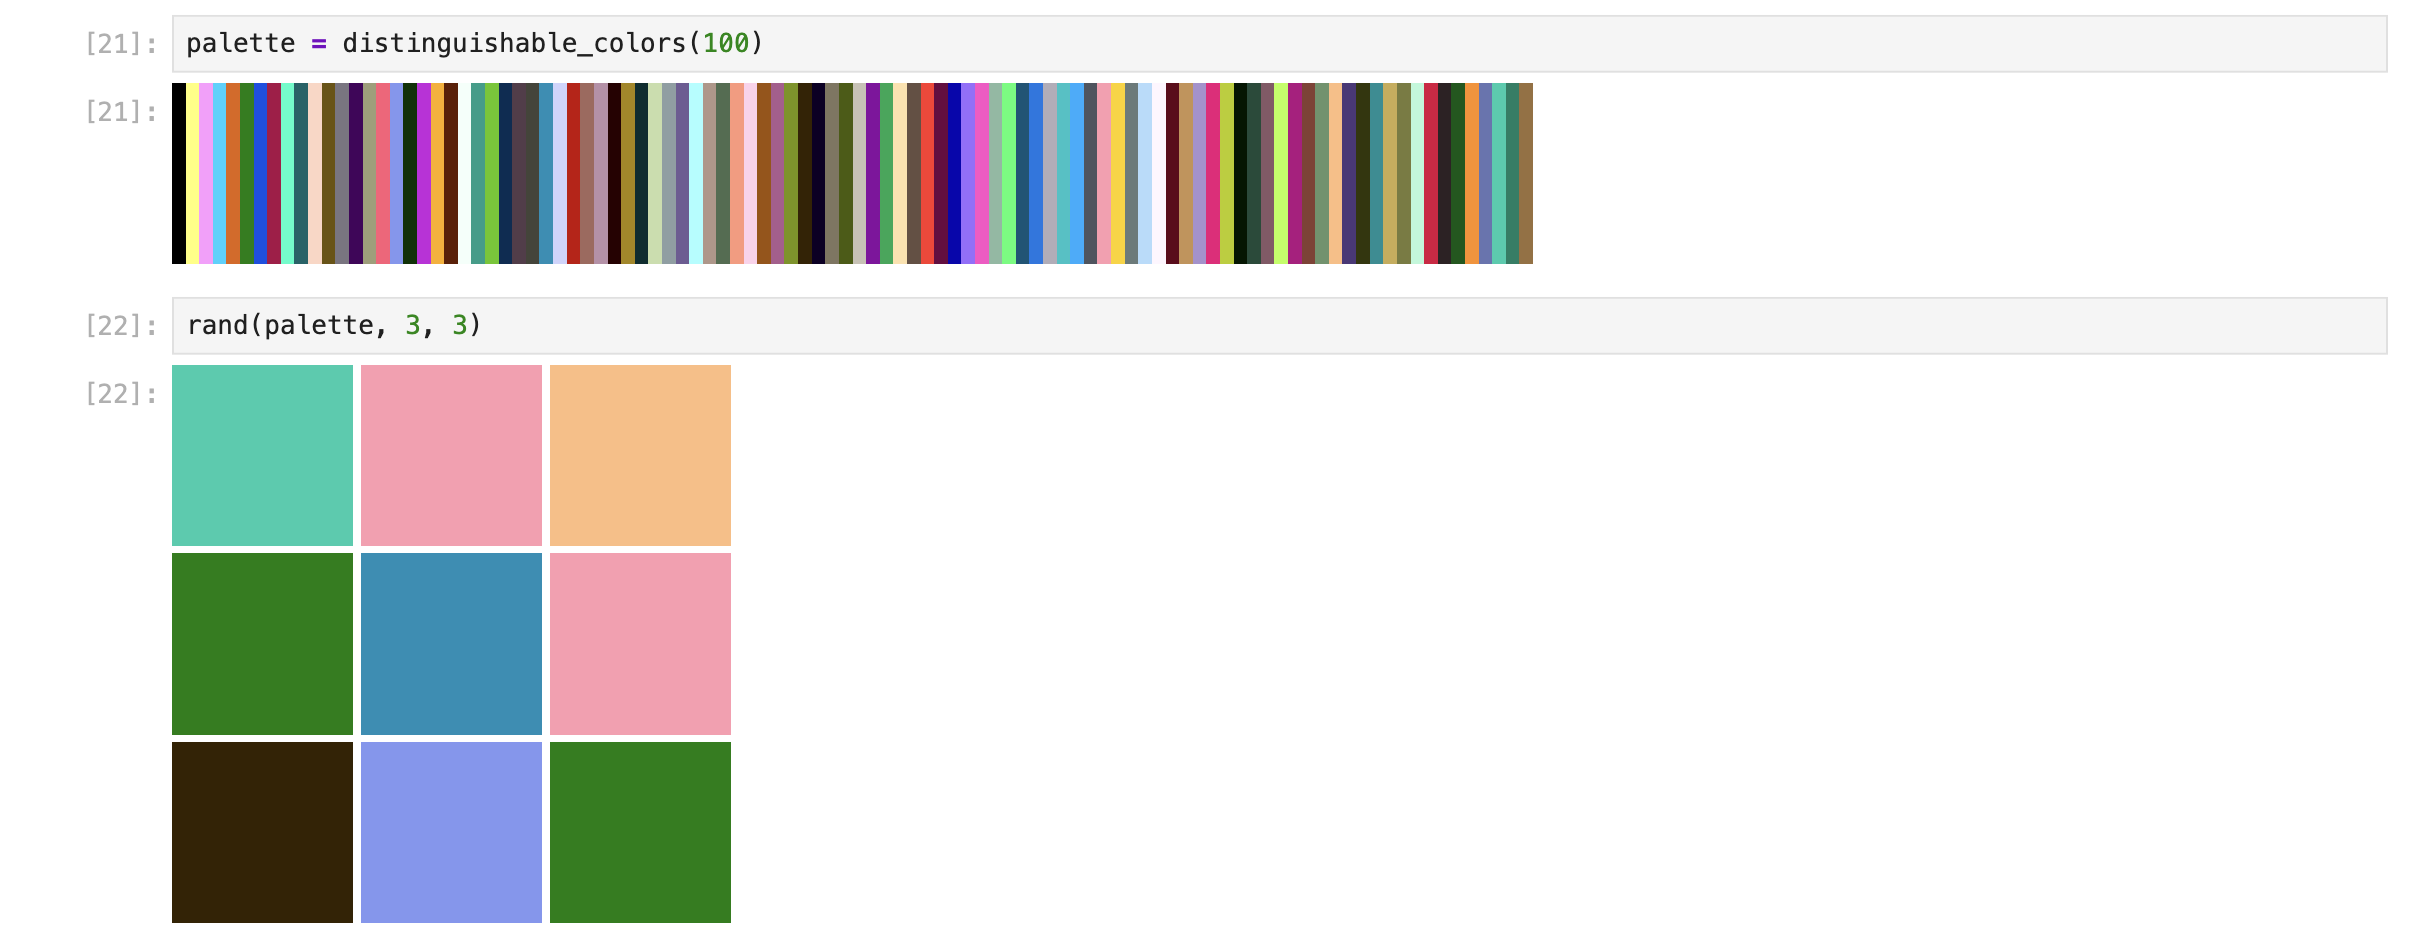 [21]: palette = distinguishable_colors(100)
[21]:
[22]: rand(palette, 3, 3)
[22]: